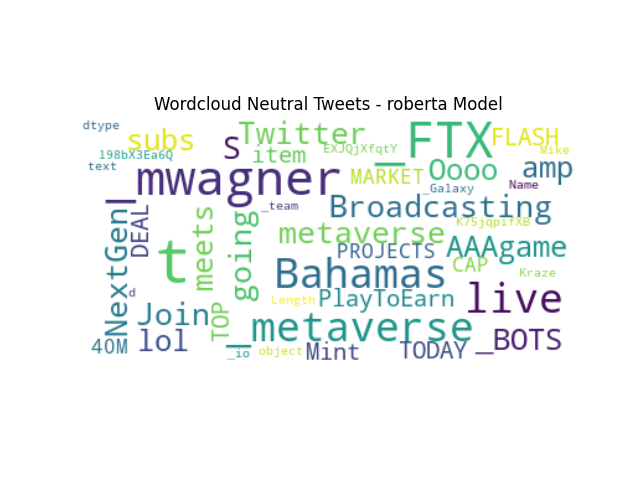 Wordcloud Neutral Tweets - roberta Model
dtype
subs
S
Twitter
_FTX
FLASH
Mike
198bX3Ea6Q
item
EXJQjXfqtY
Oooo
amp
text
_mwagner
MARKET
_Galaxy
Name
_team
Broadcasting
K75jqpifXB
NextGen
DEAL
t
meets
going
metaverse
PROJECTS
AAAgame
CAP
Kraze
Bahamas
d
Length
PlayToEarn
live
Join
TOP
_metaverse
40M
lol
_io
object
Mint
TODAY
_BOTS